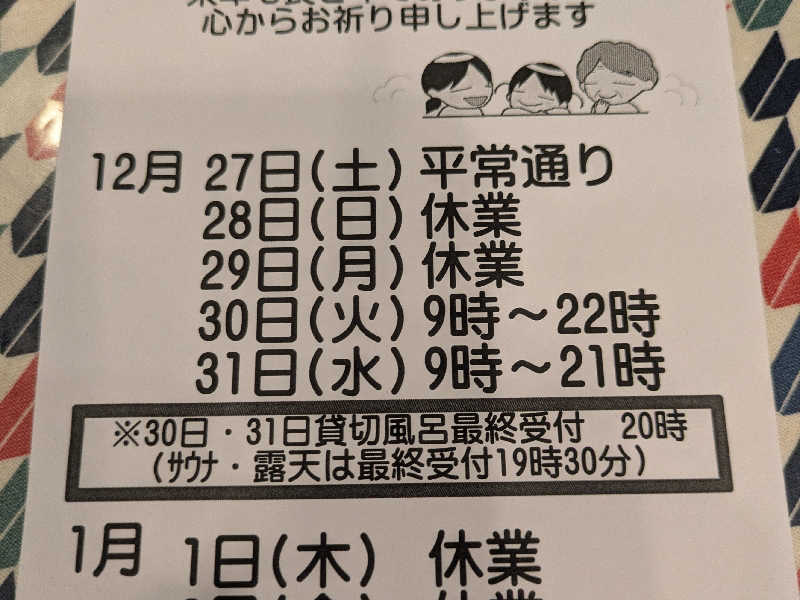 心からお祈り申し上げます
12月 27日(土) 平常通り
28日(日) 休業
29日(月) 休業
30日(火) 9時～22時
31日(水) 9時～21時
※30日・31日貸切風呂最終受付 20時
(ｻｳﾅ・露天は最終受付19時30分)
1月 1日(木) 休業